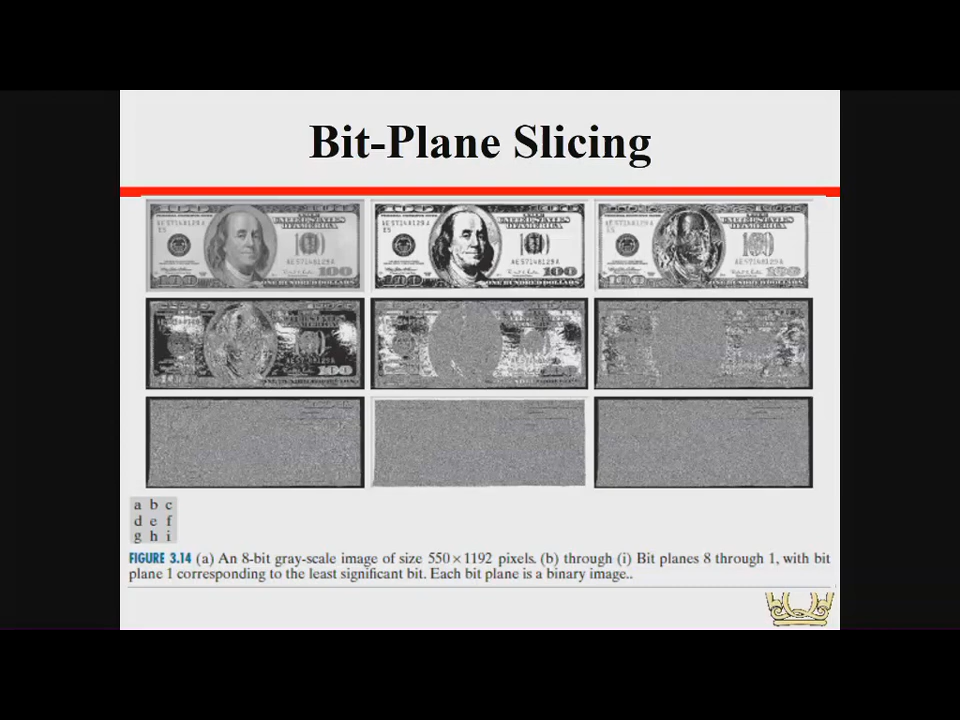 Bit-Plane Slicing
a b c
d e f
g h i
FIGURE 3.14 (a) An 8-bit gray-scale image of size 550×1192 pixels. (b) through (i) Bit planes 8 through 1, with bit
plane 1 corresponding to the least significant bit. Each bit plane is a binary image..